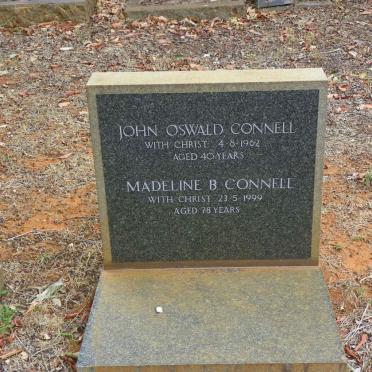 JOHN OSWALD CONNELL
WITH CHRIST 4-8-1962
AGED 40 YEARS
MADELINE B. CONNELL
WITH CHRIST 23-5-1999
AGED 78 YEARS